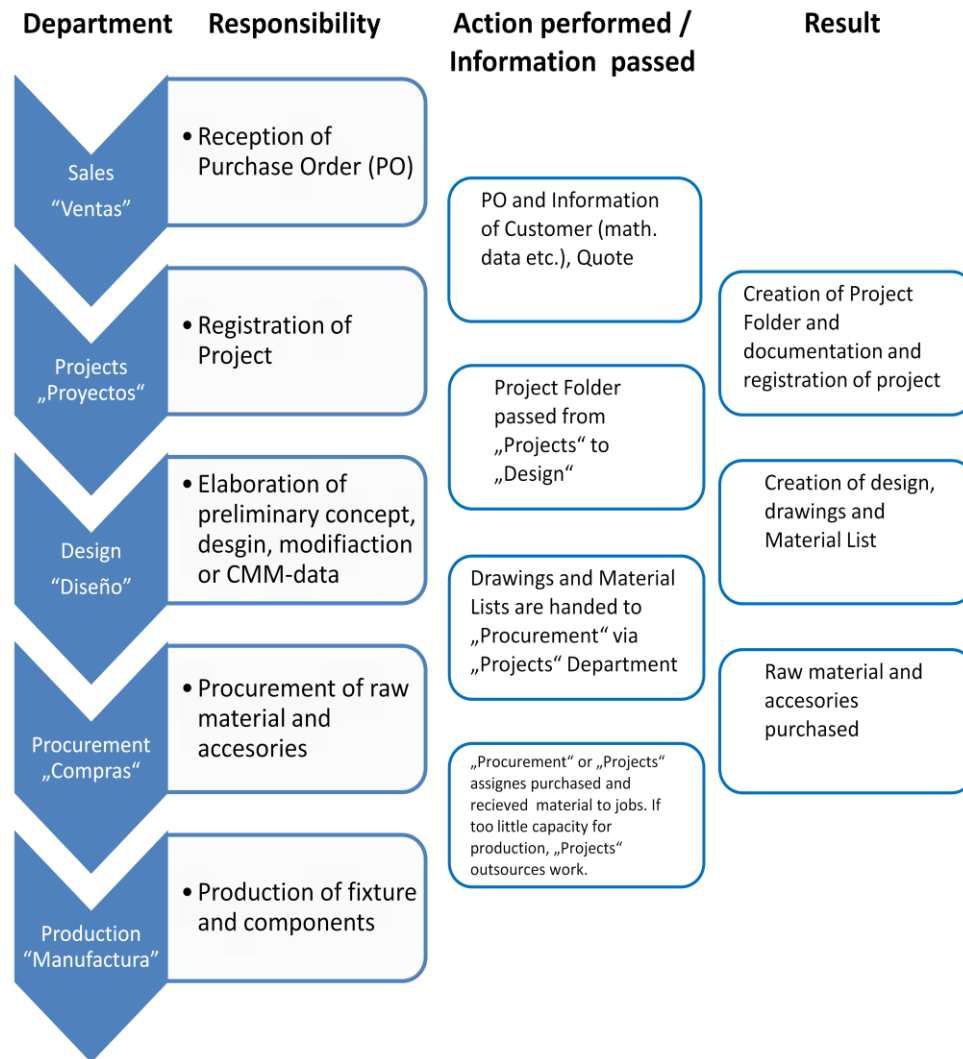 Department
Responsibility
Action performed /
Information passed
Result
Sales
“Ventas”
• Reception of
Purchase Order (PO)
PO and Information
of Customer (math.
data etc.), Quote
Projects
„Proyectos“
• Registration of
Project
Creation of Project
Folder and
documentation and
registration of project
Project Folder
passed from
„Projects“ to
„Design“
Design
“Diseño”
• Elaboration of
preliminary concept,
desgin, modifiaction
or CMM-data
Creation of design,
drawings and
Material List
Drawings and Material
Lists are handed to
„Procurement“ via
„Projects“ Department
Procurement
„Compras“
• Procurement of raw
material and
accesories
Raw material and
accesories
purchased
„Procurement“ or „Projects“
assignes purchased and
recieved material to jobs. If
too little capacity for
production, „Projects“
outsources work.
Production
“Manufactura”
• Production of fixture
and components